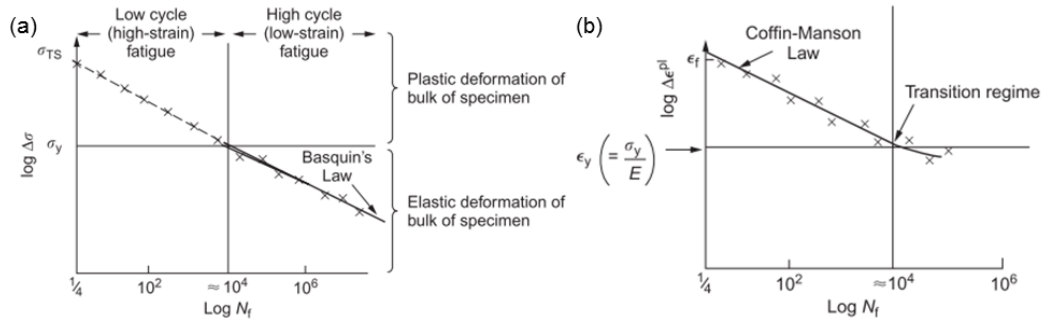 (a)
Low cycle
(high-strain)
fatigue
High cycle
(low-strain)
fatigue
σTS
Plastic deformation of
bulk of specimen
log Δσ
σy
Basquin's
Law
Elastic deformation of
bulk of specimen
¼
10²
≈10⁴
10⁶
Log Nf
(b)
Coffin-Manson
Law
ϵf
log Δϵᵖˡ
Transition regime
ϵy (= σy/E)
¼
10²
≈10⁴
10⁶
Log Nf